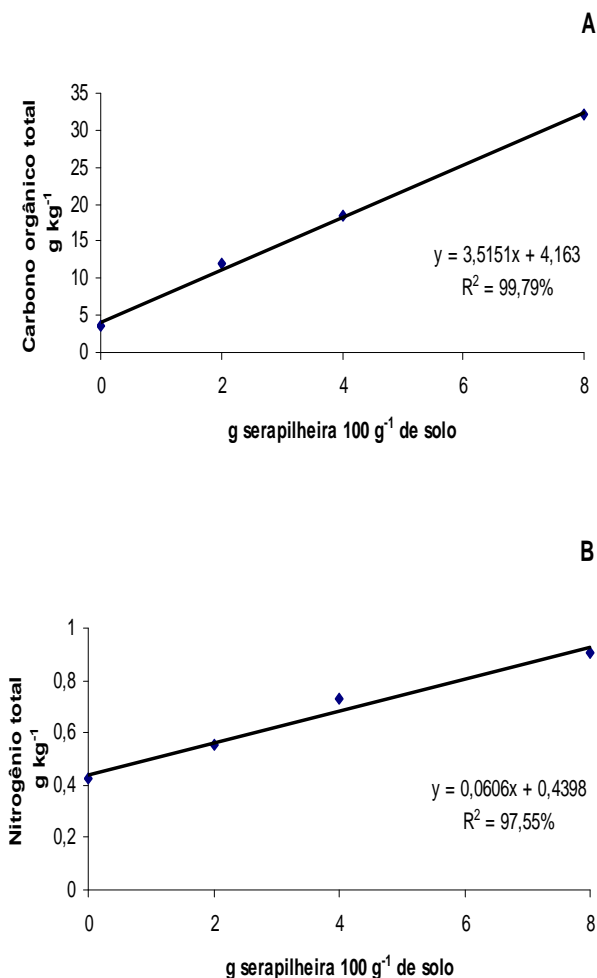 A
Carbono orgânico total
g kg⁻¹
35
30
25
20
15
10
5
0
y = 3,5151x + 4,163
R² = 99,79%
0 2 4 6 8
g serapilheira 100 g⁻¹ de solo
B
Nitrogênio total
g kg⁻¹
1
0,8
0,6
0,4
0,2
0
y = 0,0606x + 0,4398
R² = 97,55%
0 2 4 6 8
g serapilheira 100 g⁻¹ de solo